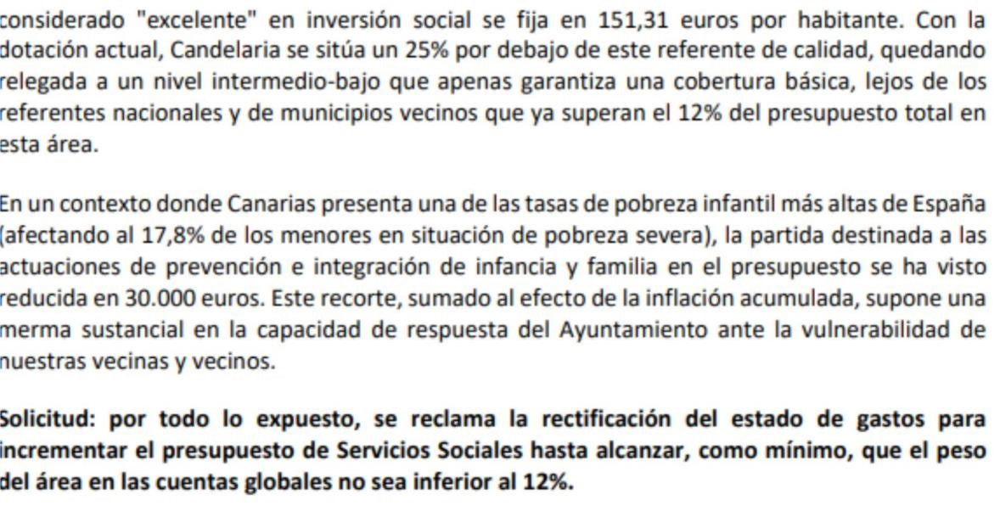 considerado "excelente" en inversión social se fija en 151,31 euros por habitante. Con la
dotación actual, Candelaria se sitúa un 25% por debajo de este referente de calidad, quedando
relegada a un nivel intermedio-bajo que apenas garantiza una cobertura básica, lejos de los
referentes nacionales y de municipios vecinos que ya superan el 12% del presupuesto total en
esta área.
En un contexto donde Canarias presenta una de las tasas de pobreza infantil más altas de España
(afectando al 17,8% de los menores en situación de pobreza severa), la partida destinada a las
actuaciones de prevención e integración de infancia y familia en el presupuesto se ha visto
reducida en 30.000 euros. Este recorte, sumado al efecto de la inflación acumulada, supone una
merma sustancial en la capacidad de respuesta del Ayuntamiento ante la vulnerabilidad de
nuestras vecinas y vecinos.
Solicitud: por todo lo expuesto, se reclama la rectificación del estado de gastos para
incrementar el presupuesto de Servicios Sociales hasta alcanzar, como mínimo, que el peso
del área en las cuentas globales no sea inferior al 12%.